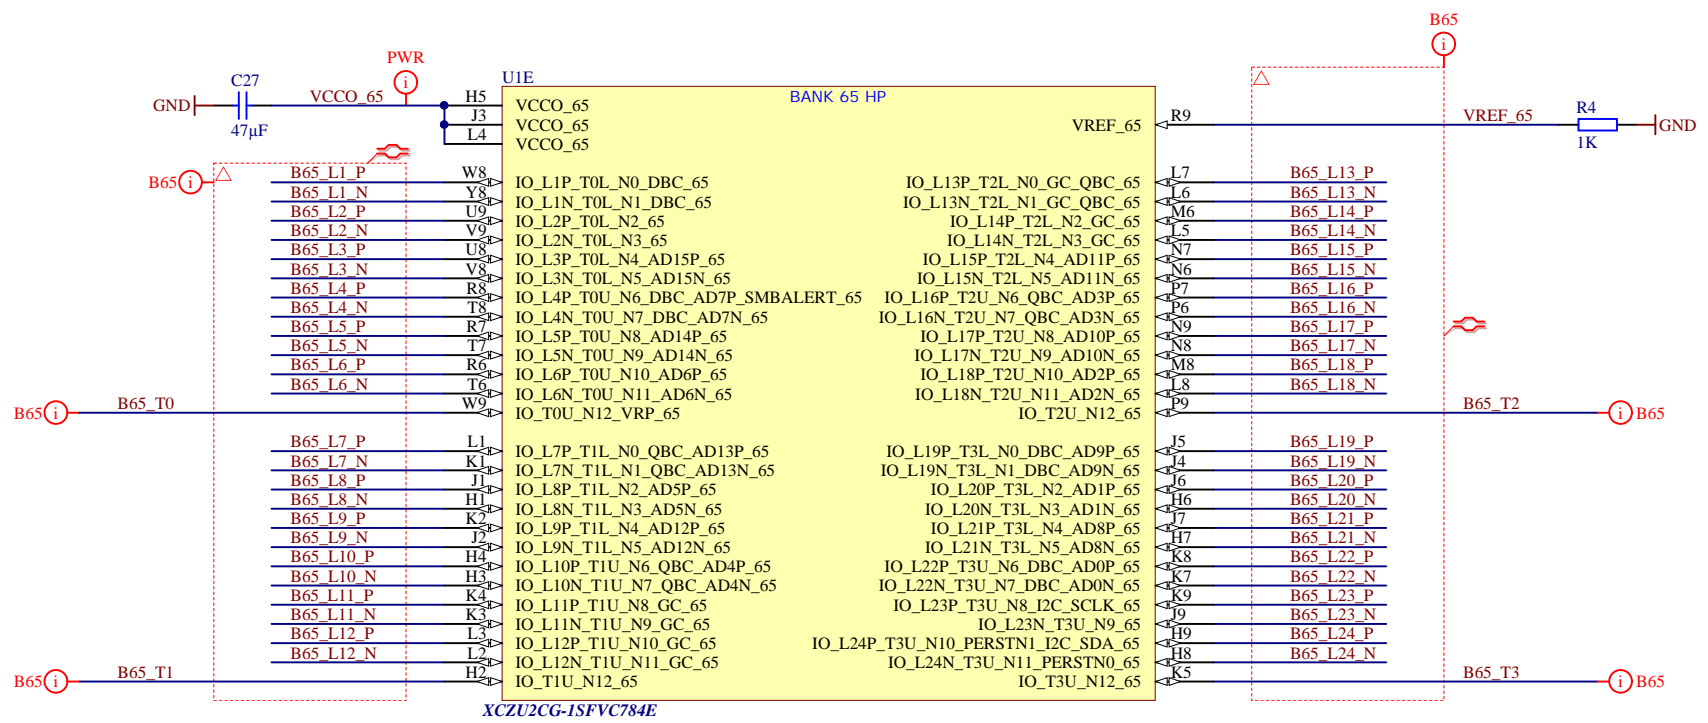 B65
PWR
C27
GND
VCCO_65
47µF
U1E
BANK 65 HP
H5 VCCO_65
J3 VCCO_65
L4 VCCO_65
VREF_65 R9 VREF_65
R4
1K
GND
B65
B65_L1_P W8 IO_L1P_T0L_N0_DBC_65
B65_L1_N Y8 IO_L1N_T0L_N1_DBC_65
B65_L2_P U9 IO_L2P_T0L_N2_65
B65_L2_N V9 IO_L2N_T0L_N3_65
B65_L3_P U8 IO_L3P_T0L_N4_AD15P_65
B65_L3_N V8 IO_L3N_T0L_N5_AD15N_65
B65_L4_P R8 IO_L4P_T0U_N6_DBC_AD7P_SMBALERT_65
B65_L4_N T8 IO_L4N_T0U_N7_DBC_AD7N_65
B65_L5_P R7 IO_L5P_T0U_N8_AD14P_65
B65_L5_N T7 IO_L5N_T0U_N9_AD14N_65
B65_L6_P R6 IO_L6P_T0U_N10_AD6P_65
B65_L6_N T6 IO_L6N_T0U_N11_AD6N_65
B65 B65_T0 W9 IO_T0U_N12_VRP_65
B65_L7_P L1 IO_L7P_T1L_N0_QBC_AD13P_65
B65_L7_N K1 IO_L7N_T1L_N1_QBC_AD13N_65
B65_L8_P J1 IO_L8P_T1L_N2_AD5P_65
B65_L8_N H1 IO_L8N_T1L_N3_AD5N_65
B65_L9_P K2 IO_L9P_T1L_N4_AD12P_65
B65_L9_N J2 IO_L9N_T1L_N5_AD12N_65
B65_L10_P H4 IO_L10P_T1U_N6_QBC_AD4P_65
B65_L10_N H3 IO_L10N_T1U_N7_QBC_AD4N_65
B65_L11_P K4 IO_L11P_T1U_N8_GC_65
B65_L11_N K3 IO_L11N_T1U_N9_GC_65
B65_L12_P L3 IO_L12P_T1U_N10_GC_65
B65_L12_N L2 IO_L12N_T1U_N11_GC_65
B65 B65_T1 H2 IO_T1U_N12_65
IO_L13P_T2L_N0_GC_QBC_65 L7 B65_L13_P
IO_L13N_T2L_N1_GC_QBC_65 L6 B65_L13_N
IO_L14P_T2L_N2_GC_65 M6 B65_L14_P
IO_L14N_T2L_N3_GC_65 L5 B65_L14_N
IO_L15P_T2L_N4_AD11P_65 N7 B65_L15_P
IO_L15N_T2L_N5_AD11N_65 N6 B65_L15_N
IO_L16P_T2U_N6_QBC_AD3P_65 P7 B65_L16_P
IO_L16N_T2U_N7_QBC_AD3N_65 P6 B65_L16_N
IO_L17P_T2U_N8_AD10P_65 N9 B65_L17_P
IO_L17N_T2U_N9_AD10N_65 N8 B65_L17_N
IO_L18P_T2U_N10_AD2P_65 M8 B65_L18_P
IO_L18N_T2U_N11_AD2N_65 L8 B65_L18_N
IO_T2U_N12_65 P9 B65_T2 B65
IO_L19P_T3L_N0_DBC_AD9P_65 J5 B65_L19_P
IO_L19N_T3L_N1_DBC_AD9N_65 J4 B65_L19_N
IO_L20P_T3L_N2_AD1P_65 J6 B65_L20_P
IO_L20N_T3L_N3_AD1N_65 H6 B65_L20_N
IO_L21P_T3L_N4_AD8P_65 J7 B65_L21_P
IO_L21N_T3L_N5_AD8N_65 H7 B65_L21_N
IO_L22P_T3U_N6_DBC_AD0P_65 K8 B65_L22_P
IO_L22N_T3U_N7_DBC_AD0N_65 K7 B65_L22_N
IO_L23P_T3U_N8_I2C_SCLK_65 K9 B65_L23_P
IO_L23N_T3U_N9_65 J9 B65_L23_N
IO_L24P_T3U_N10_PERSTN1_I2C_SDA_65 H9 B65_L24_P
IO_L24N_T3U_N11_PERSTN0_65 H8 B65_L24_N
IO_T3U_N12_65 K5 B65_T3 B65
XCZU2CG-1SFVC784E